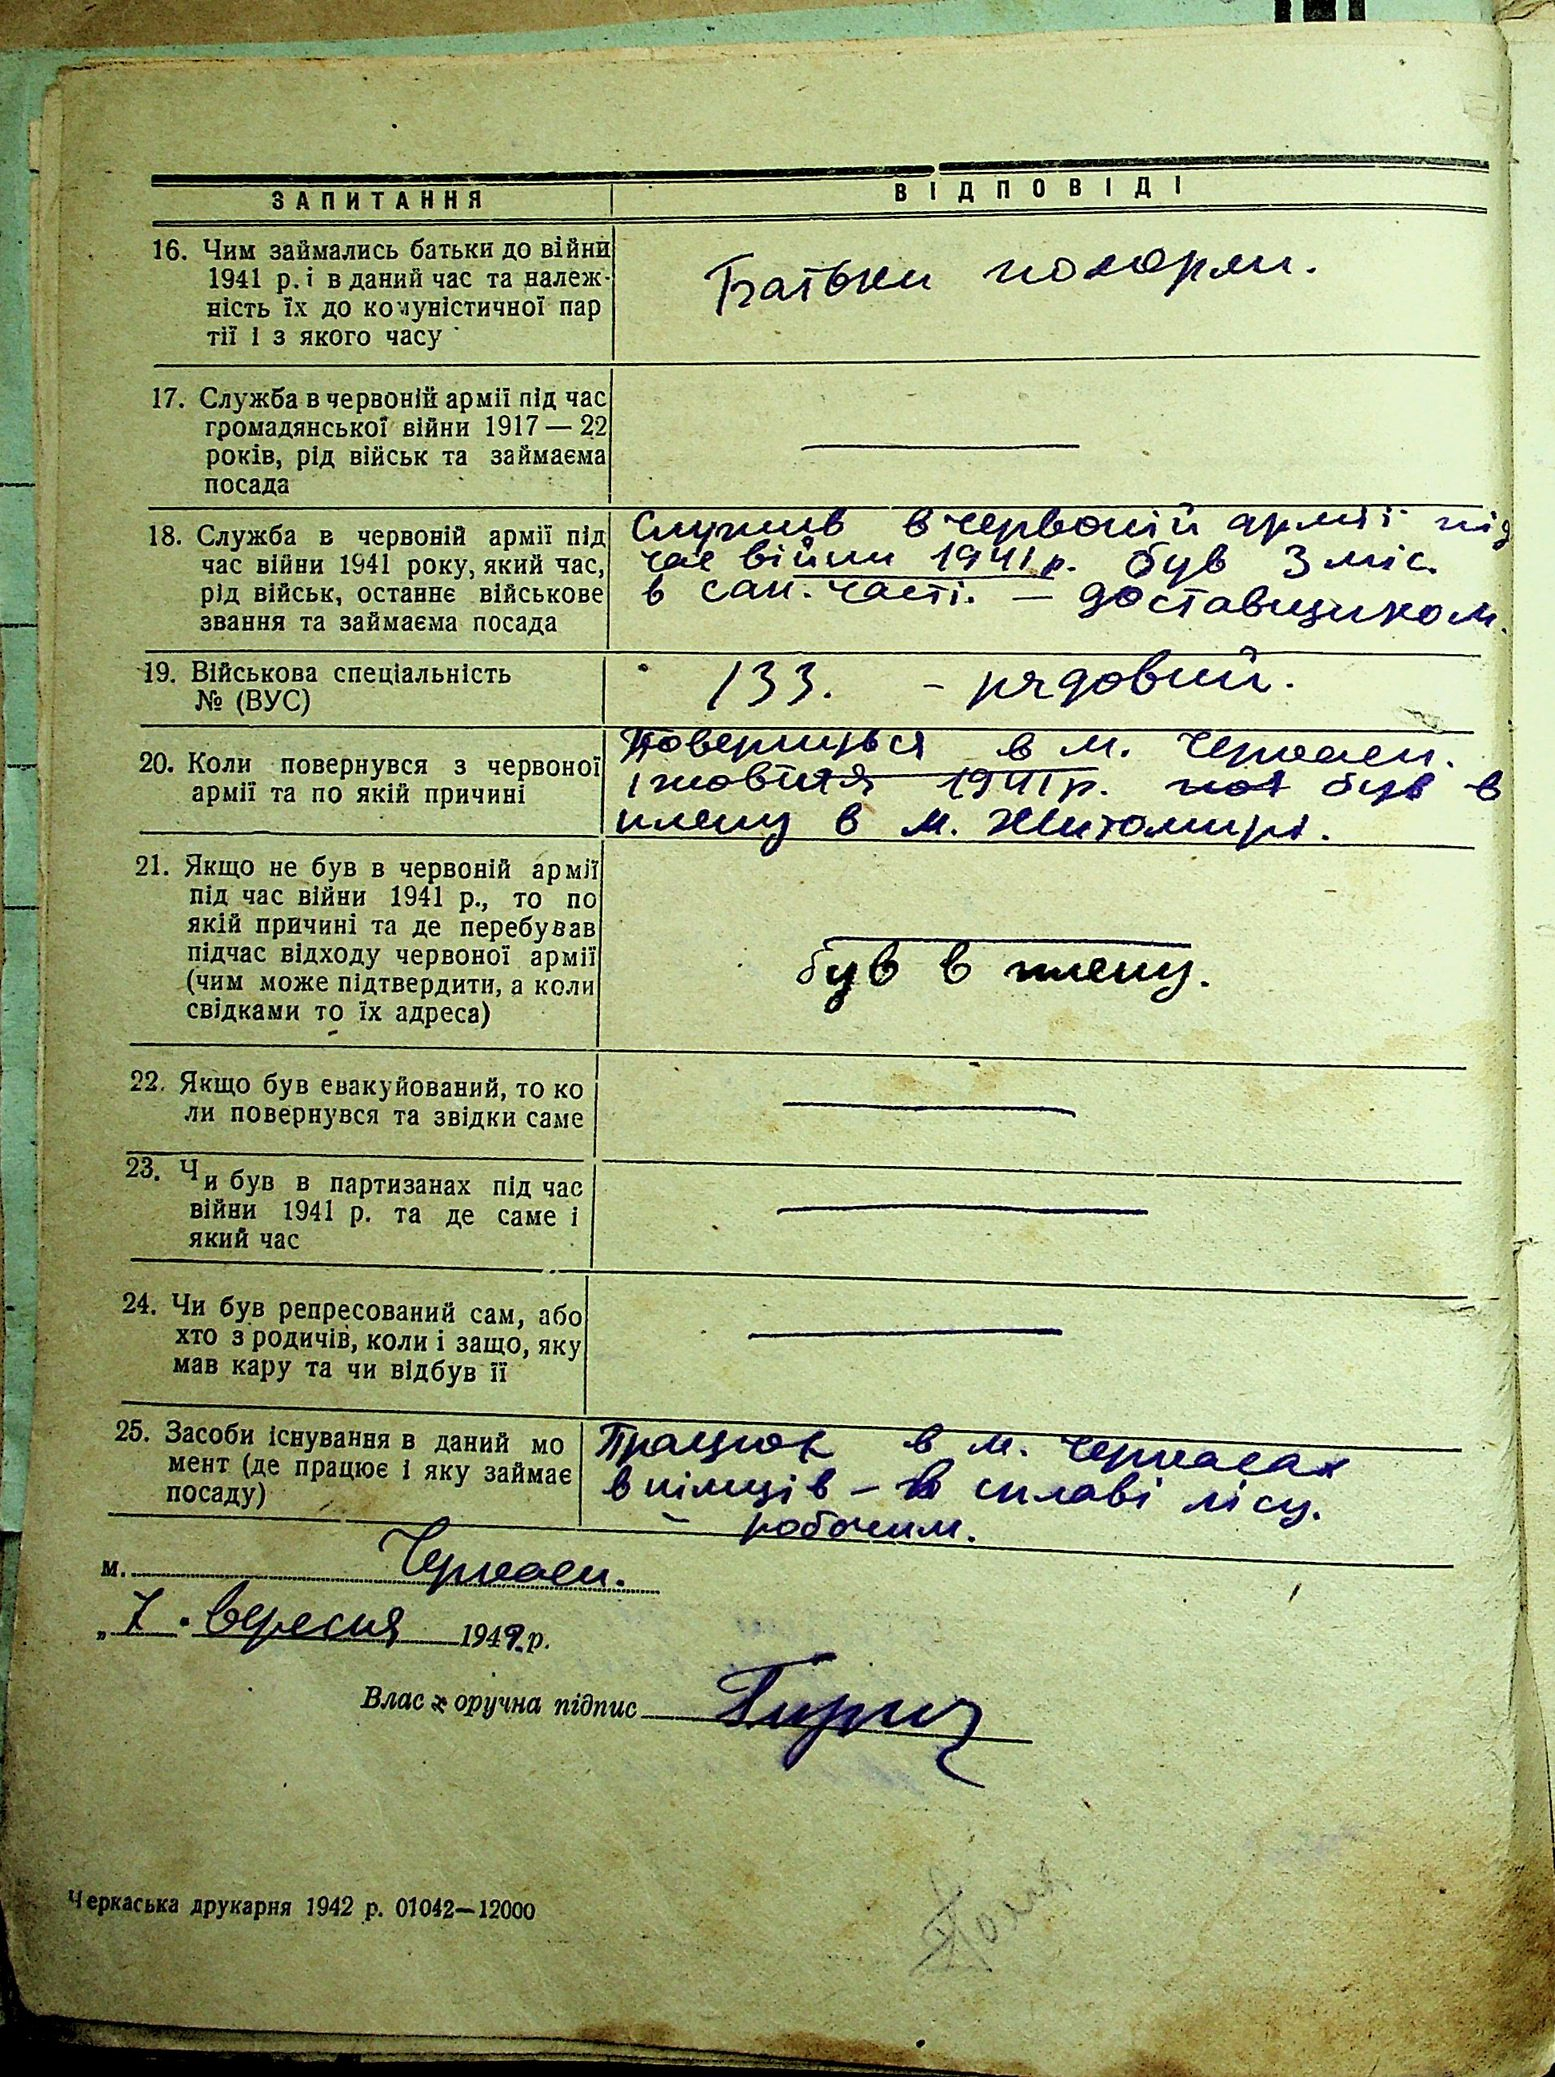 ЗАПИТАННЯ
ВІДПОВІДІ
16. Чим займались батьки до війни
1941 р. і в даний час та належ-
ність їх до комуністичної пар
тії і з якого часу
Батьки померли.
17. Служба в червоній армії під час
громадянської війни 1917 — 22
років, рід військ та займаєма
посада
18. Служба в червоній армії під
час війни 1941 року, який час,
рід військ, останнє військове
звання та займаєма посада
Служив в червоній армії під
час війни 1941 р. був 3 міс.
в сан. часті. — доставщиком.
19. Військова спеціальність
№ (ВУС)
133. – рядовий.
20. Коли повернувся з червоної
армії та по якій причині
в м. Черкаси.
1 жовтня 1941 р. був в
плену в м. Житомирі.
21. Якщо не був в червоній армії
під час війни 1941 р., то по
якій причині та де перебував
підчас відходу червоної армії
(чим може підтвердити, а коли
свідками то їх адреса)
був в плену.
22. Якщо був евакуйований, то ко
ли повернувся та звідки саме
23. Чи був в партизанах під час
війни 1941 р. та де саме і
який час
24. Чи був репресований сам, або
хто з родичів, коли і защо, яку
мав кару та чи відбув її
25. Засоби існування в даний мо
мент (де працює і яку займає
посаду)
Працює в м. Черкасах
в німців – в сплаві лісу.
– робочим.
м. Черкаси.
„ 7 . вересня 1942 р.
Власноручна підпис
Черкаська друкарня 1942 р. 01042—12000